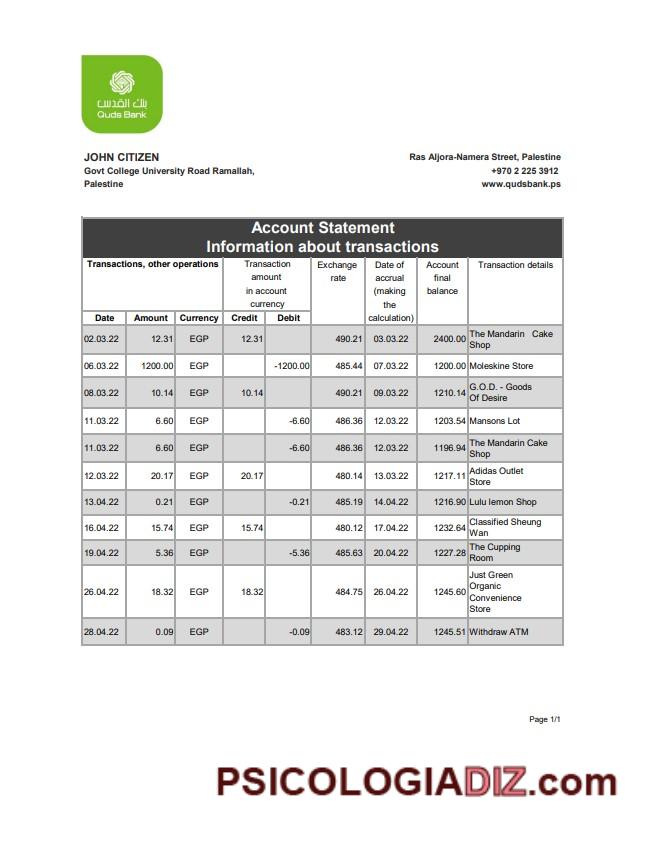 بنك القدس
Quds Bank
JOHN CITIZEN
Govt College University Road Ramallah,
Palestine
Ras Aljora-Namera Street, Palestine
+970 2 225 3912
www.qudsbank.ps
Account Statement
Information about transactions
Transactions, other operations
Transaction
amount
in account
currency
Exchange
rate
Date of
accrual
(making
the
calculation)
Account
final
balance
Transaction details
Date Amount Currency Credit Debit
02.03.22 12.31 EGP 12.31 490.21 03.03.22 2400.00 The Mandarin Cake
Shop
06.03.22 1200.00 EGP -1200.00 485.44 07.03.22 1200.00 Moleskine Store
08.03.22 10.14 EGP 10.14 490.21 09.03.22 1210.14 G.O.D. - Goods
Of Desire
11.03.22 6.60 EGP -6.60 486.36 12.03.22 1203.54 Mansons Lot
11.03.22 6.60 EGP -6.60 486.36 12.03.22 1196.94 The Mandarin Cake
Shop
12.03.22 20.17 EGP 20.17 480.14 13.03.22 1217.11 Adidas Outlet
Store
13.04.22 0.21 EGP -0.21 485.19 14.04.22 1216.90 Lulu lemon Shop
16.04.22 15.74 EGP 15.74 480.12 17.04.22 1232.64 Classified Sheung
Wan
19.04.22 5.36 EGP -5.36 485.63 20.04.22 1227.28 The Cupping
Room
26.04.22 18.32 EGP 18.32 484.75 26.04.22 1245.60 Just Green
Organic
Convenience
Store
28.04.22 0.09 EGP -0.09 483.12 29.04.22 1245.51 Withdraw ATM
Page 1/1
PSICOLOGIADIZ.com